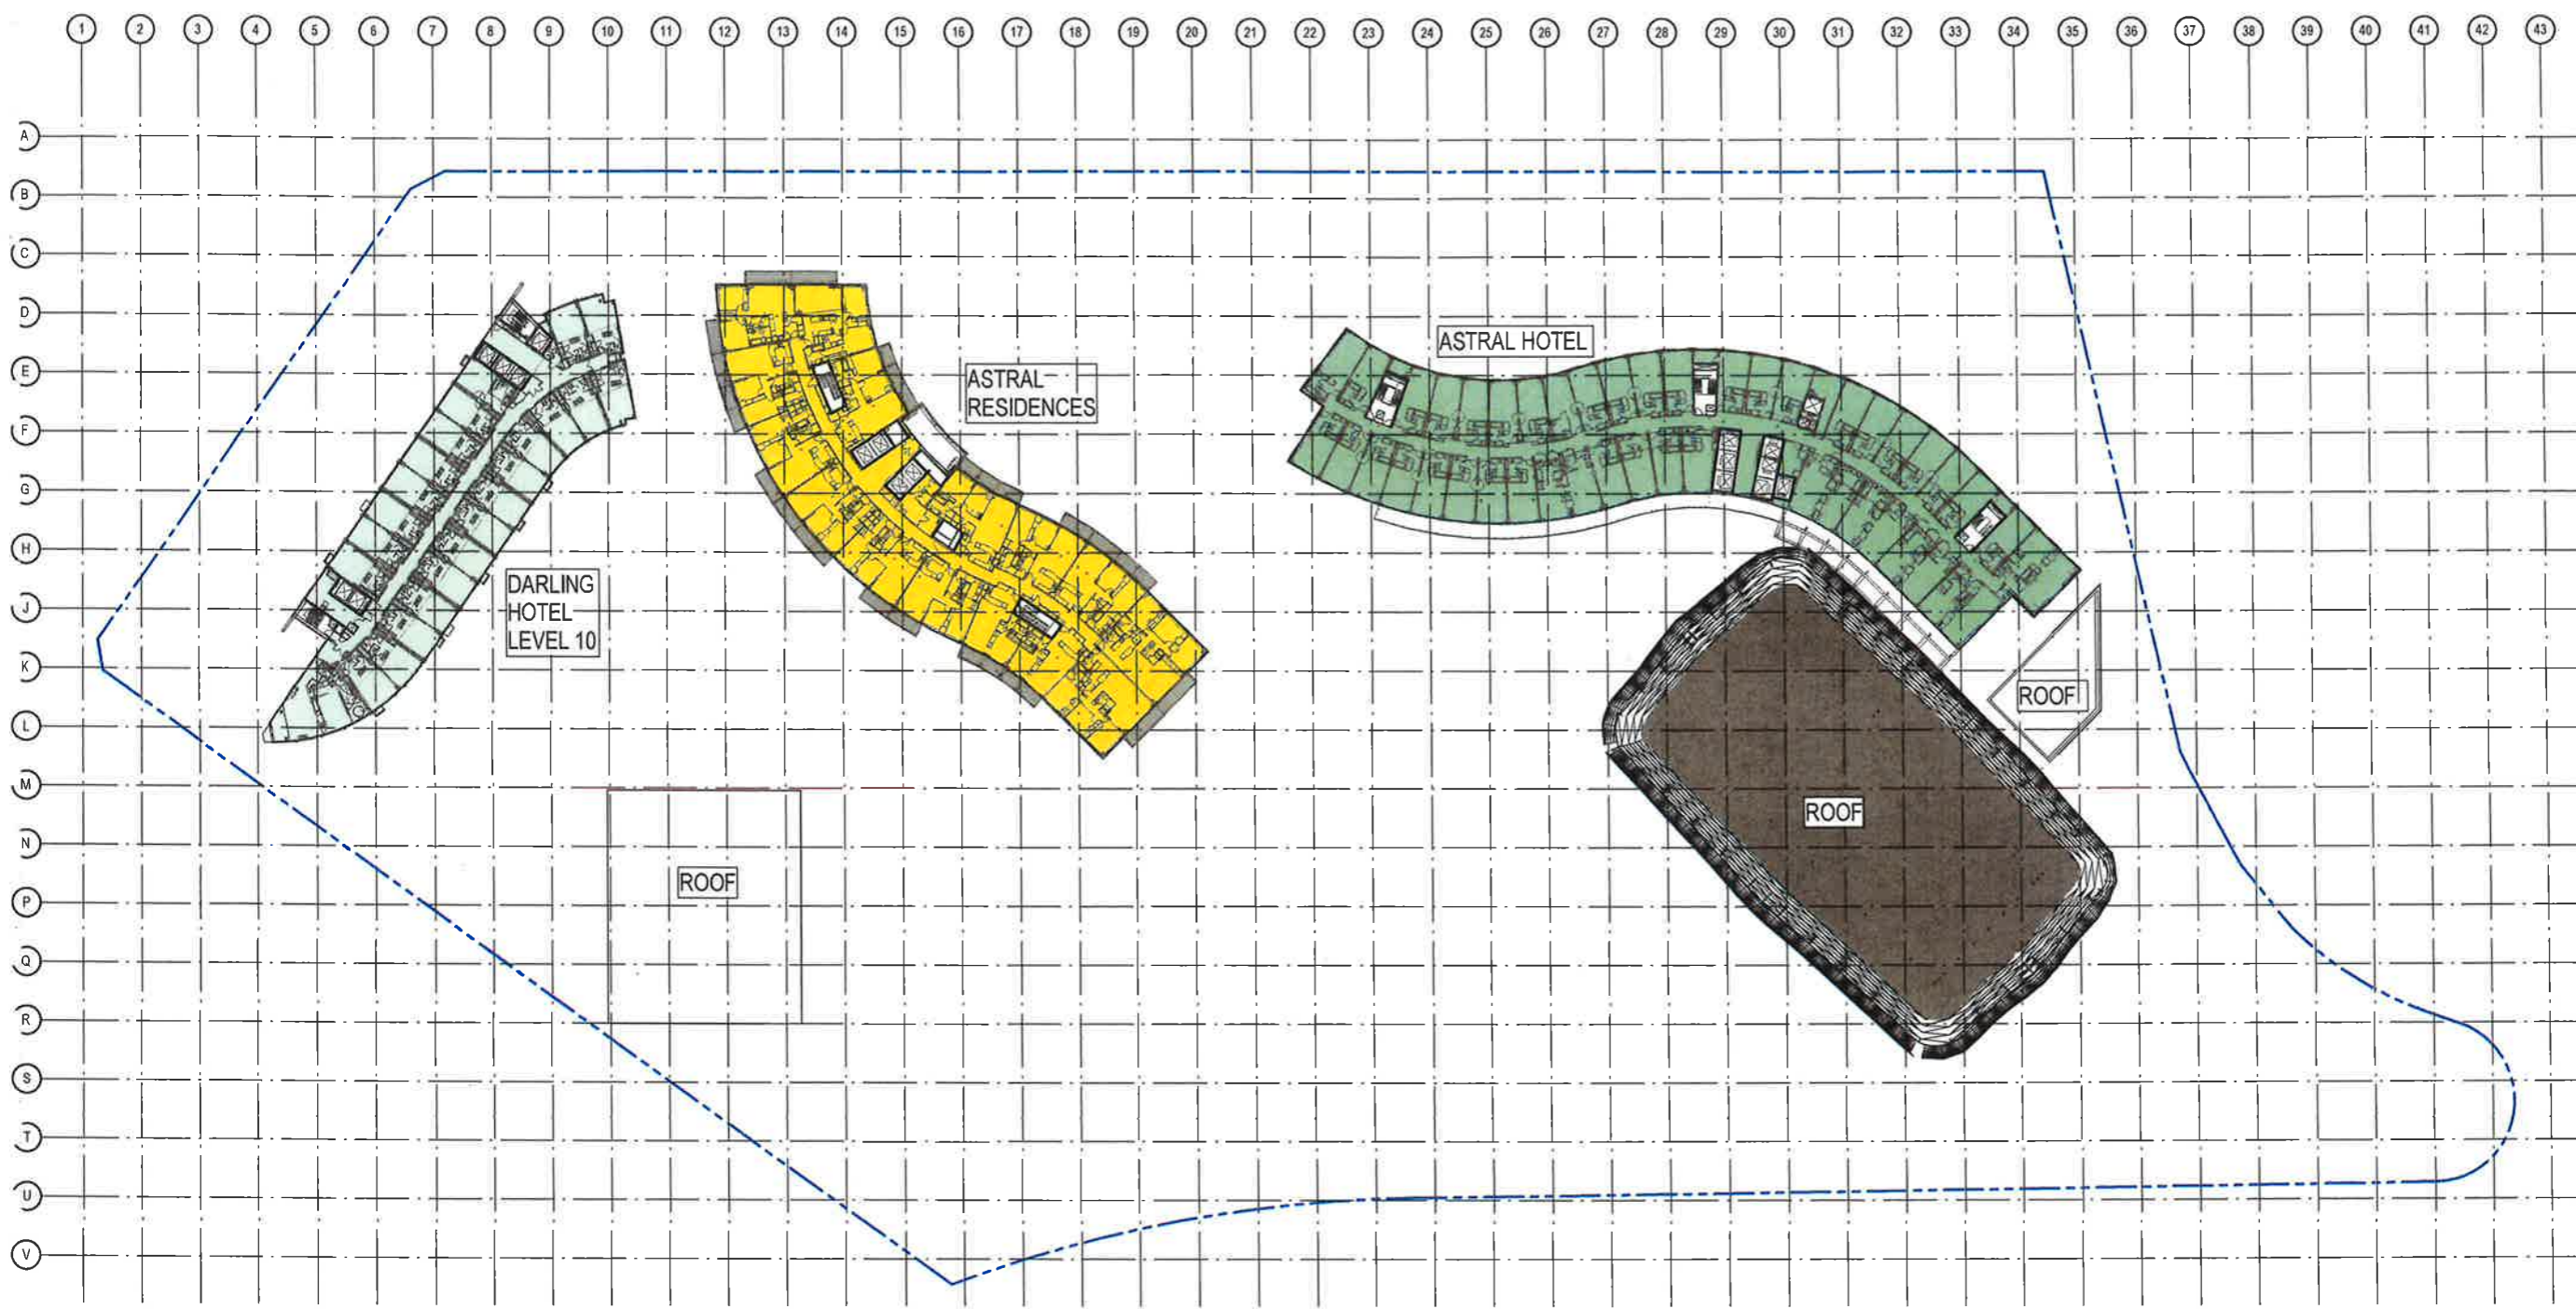 1 2 3 4 5 6 7 8 9 10 11 12 13 14 15 16 17 18 19 20 21 22 23 24 25 26 27 28 29 30 31 32 33 34 35 36 37 38 39 40 41 42 43
A
B
C
D
E
F
G
H
J
K
L
M
N
P
Q
R
S
T
U
V
ASTRAL HOTEL
ASTRAL
RESIDENCES
DARLING
HOTEL
LEVEL 10
ROOF
ROOF
ROOF